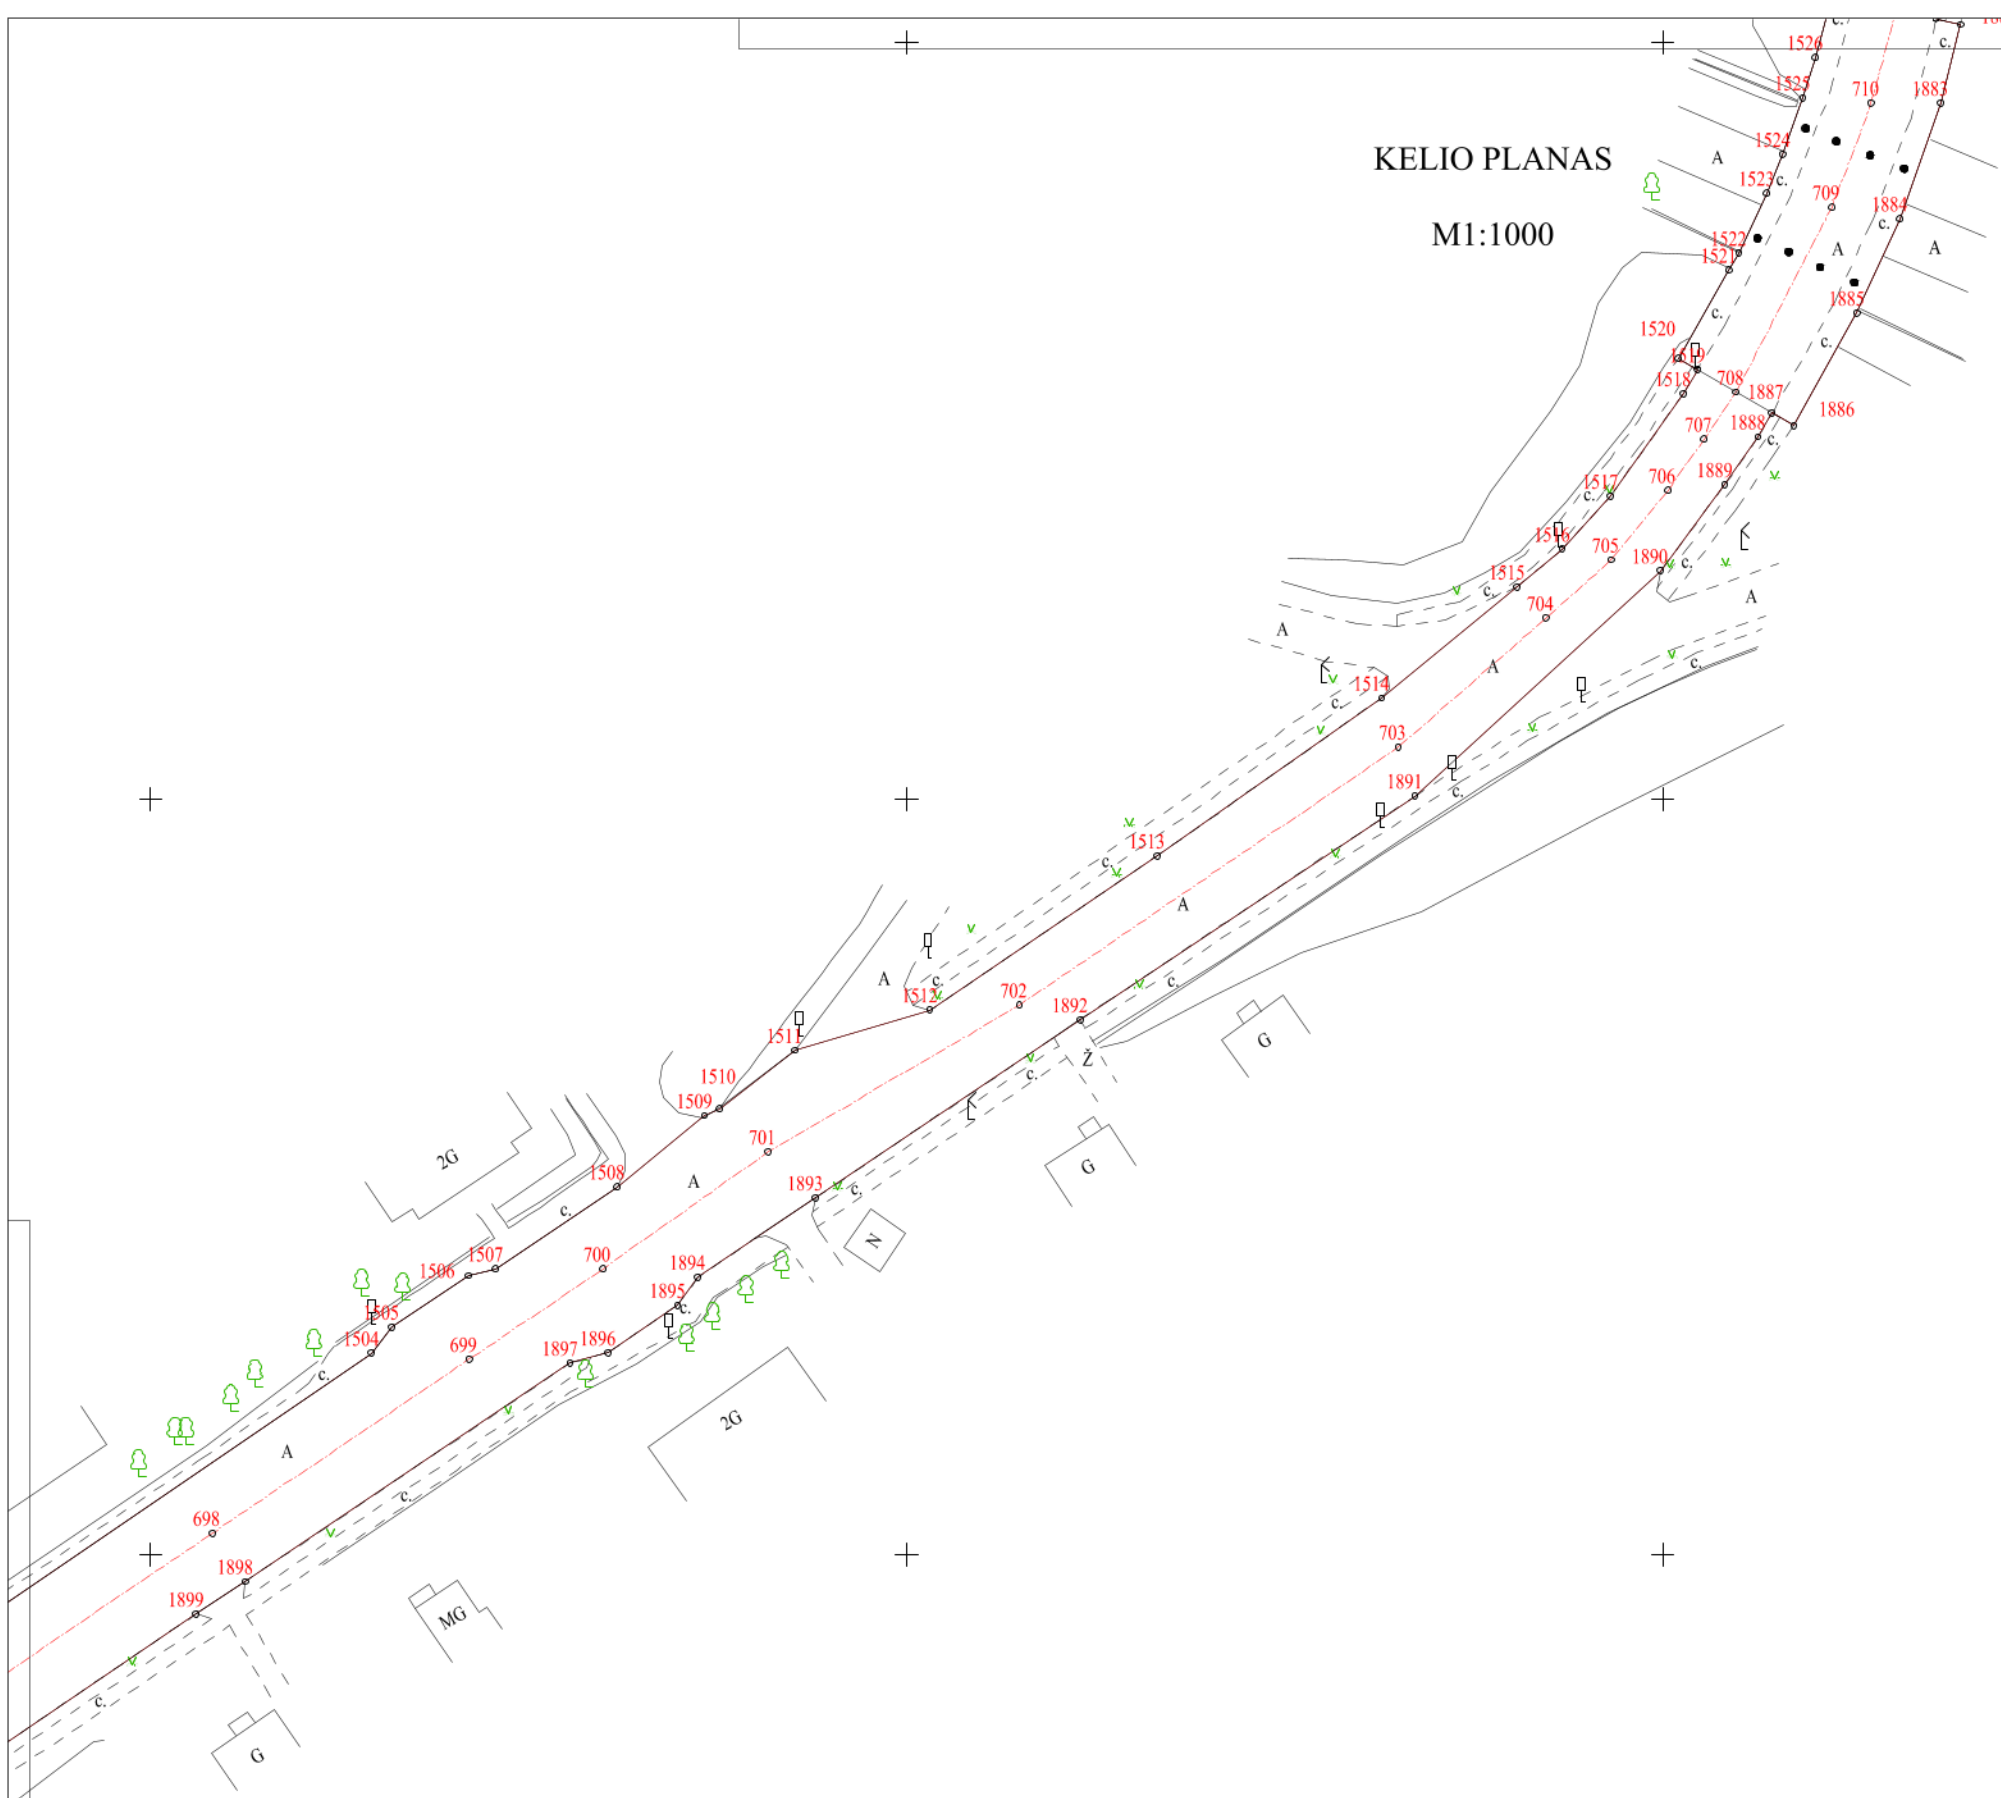 KELIO PLANAS
M1:1000
1526
c.
c.
1525
710
1883
1524
A
1523
c.
709
1884
c.
1522
1521
A
A
1885
c.
c.
1520
1519
1518
708
1887
1886
707
1888
c.
1517
c.
706
1889
1516
705
1890
c.
1515
c.
704
A
A
A
c.
1514
c.
703
1891
c.
1513
c.
A
A
c.
c.
1512
702
1892
1511
Ž
G
1510
c.
1509
701
2G
G
1508
A
1893
c.
c.
N
1507
1506
700
1894
1895
c.
1505
1504
699
1897
1896
c.
2G
A
c.
698
1898
1899
MG
c.
G